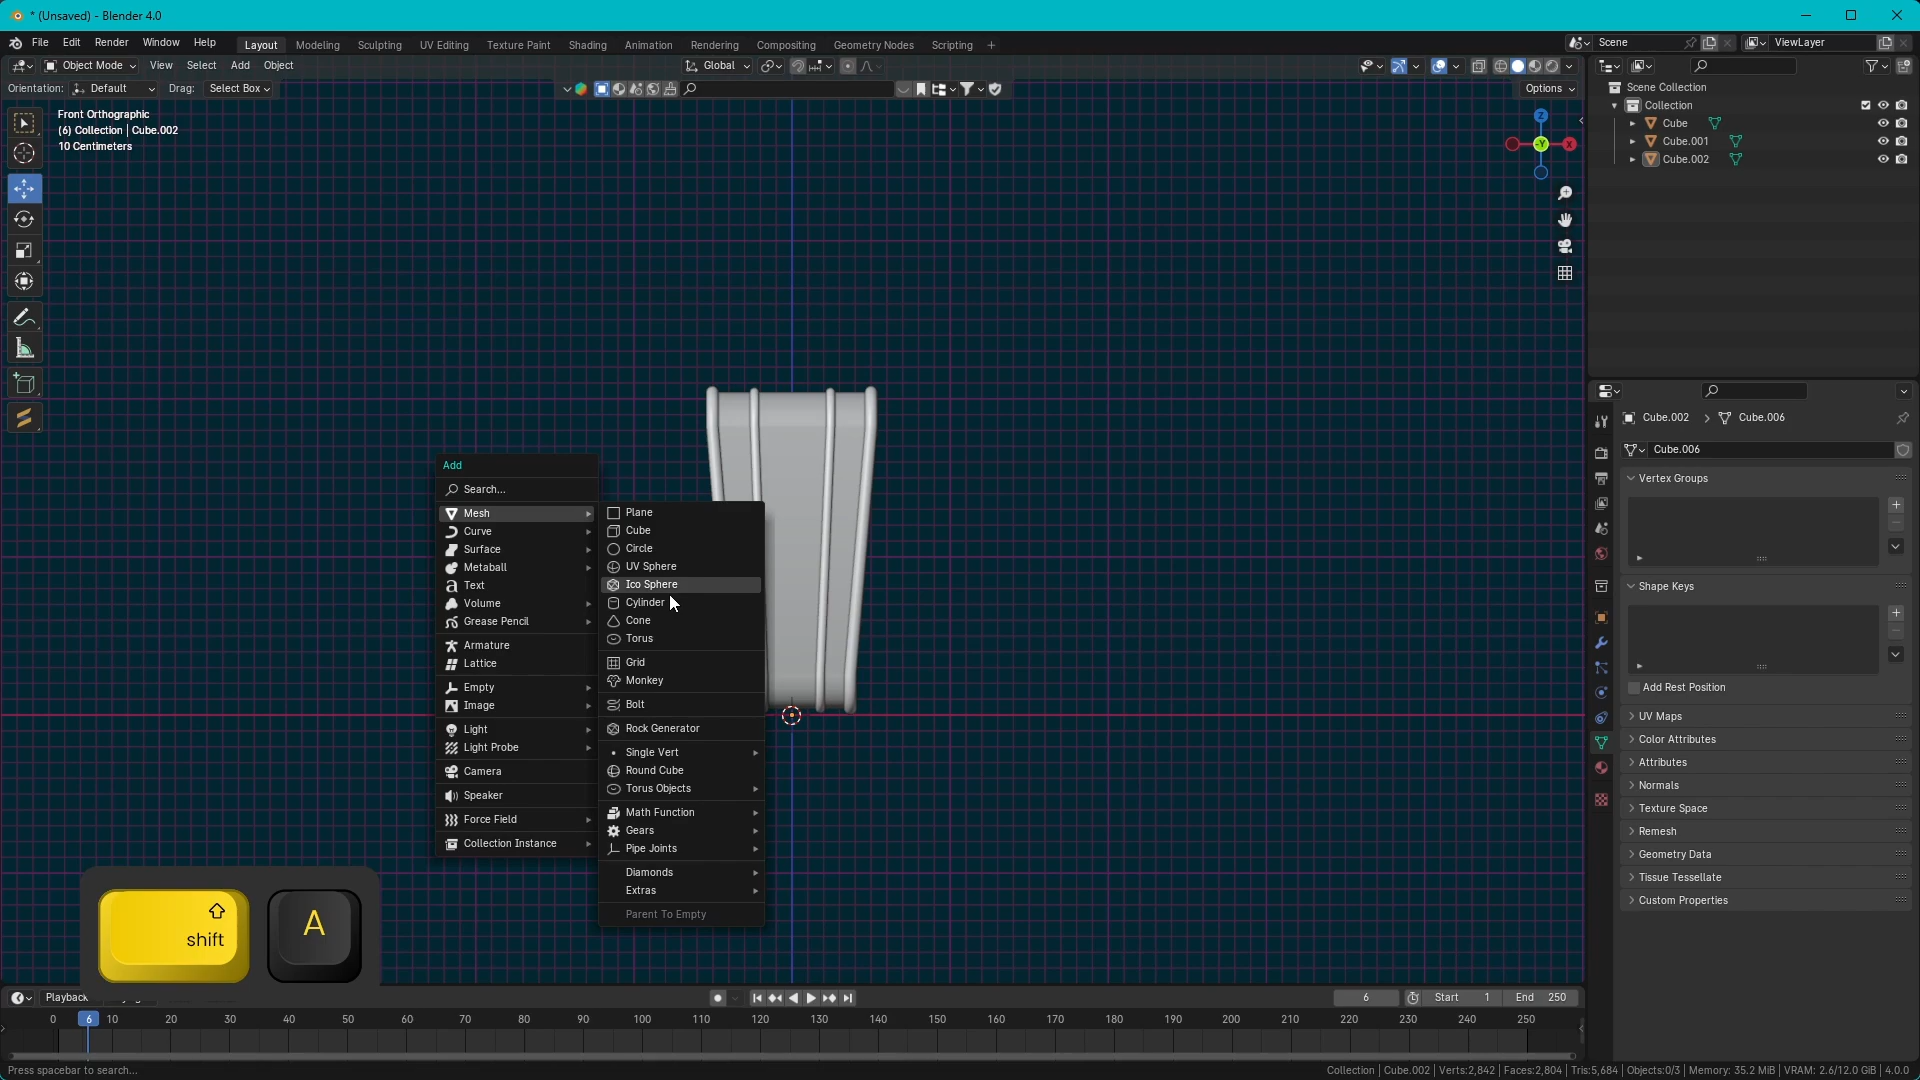 * (Unsaved) - Blender 4.0
File Edit Render Window Help
Layout Modeling Sculpting UV Editing Texture Paint Shading Animation Rendering Compositing Geometry Nodes Scripting +
Scene
ViewLayer
Object Mode View Select Add Object
Global
Orientation: Default Drag: Select Box
Options
Front Orthographic
(6) Collection | Cube.002
10 Centimeters
Z
-Y
X
Scene Collection
Collection
Cube
Cube.001
Cube.002
Add
Search...
Mesh
Curve
Surface
Metaball
Text
Volume
Grease Pencil
Armature
Lattice
Empty
Image
Light
Light Probe
Camera
Speaker
Force Field
Collection Instance
Plane
Cube
Circle
UV Sphere
Ico Sphere
Cylinder
Cone
Torus
Grid
Monkey
Bolt
Rock Generator
Single Vert
Round Cube
Torus Objects
Math Function
Gears
Pipe Joints
Diamonds
Extras
Parent To Empty
Cube.002 > Cube.006
Cube.006
Vertex Groups
Shape Keys
Add Rest Position
UV Maps
Color Attributes
Attributes
Normals
Texture Space
Remesh
Geometry Data
Tissue Tessellate
Custom Properties
shift
A
Playback
6
Start 1
End 250
0 6 10 20 30 40 50 60 70 80 90 100 110 120 130 140 150 160 170 180 190 200 210 220 230 240 250
Press spacebar to search...
Collection | Cube.002 | Verts:2,842 | Faces:2,804 | Tris:5,684 | Objects:0/3 | Memory: 35.2 MiB | VRAM: 2.6/12.0 GiB | 4.0.0